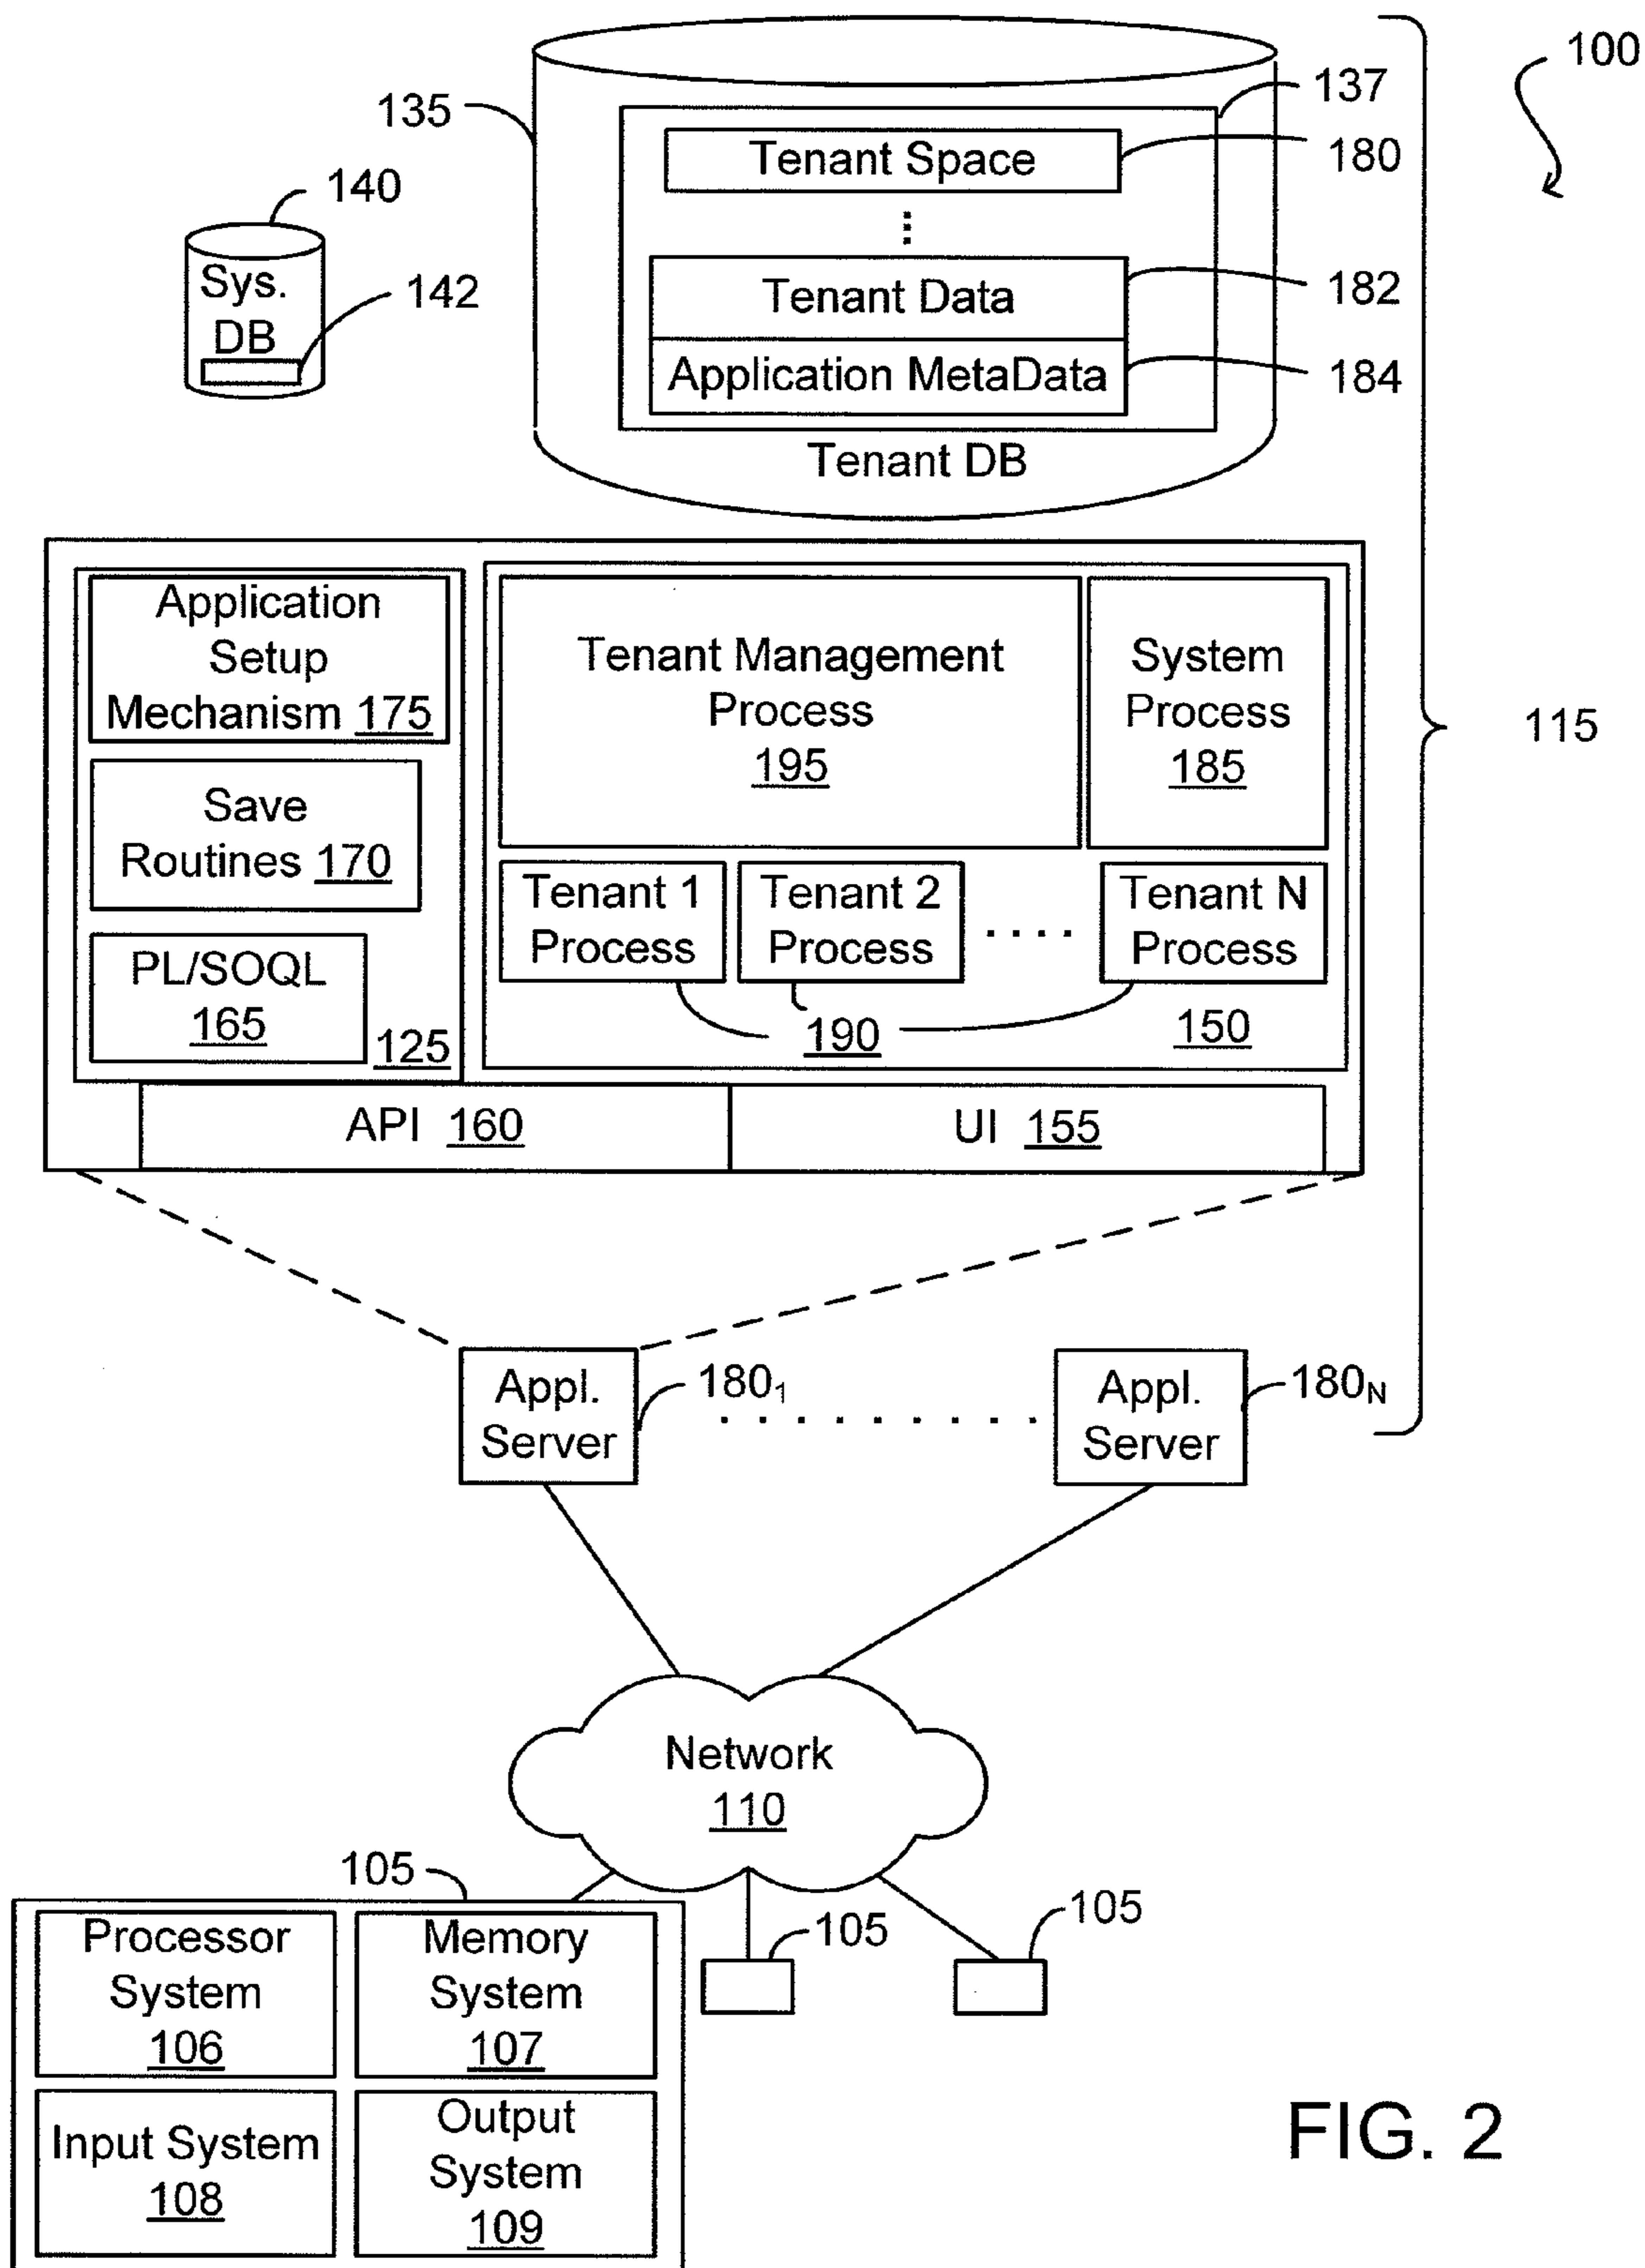 100
135
137
Tenant Space
180
140
Sys.
DB
142
Tenant Data
182
Application MetaData
184
Tenant DB
Application
Setup
Mechanism 175
Tenant Management
Process
195
System
Process
185
115
Save
Routines 170
Tenant 1
Process
Tenant 2
Process
Tenant N
Process
PL/SOQL
165
125
190
150
API 160
UI 155
Appl.
Server
180₁
Appl.
Server
180N
Network
110
105
105
105
Processor
System
106
Memory
System
107
Input System
108
Output
System
109
FIG. 2